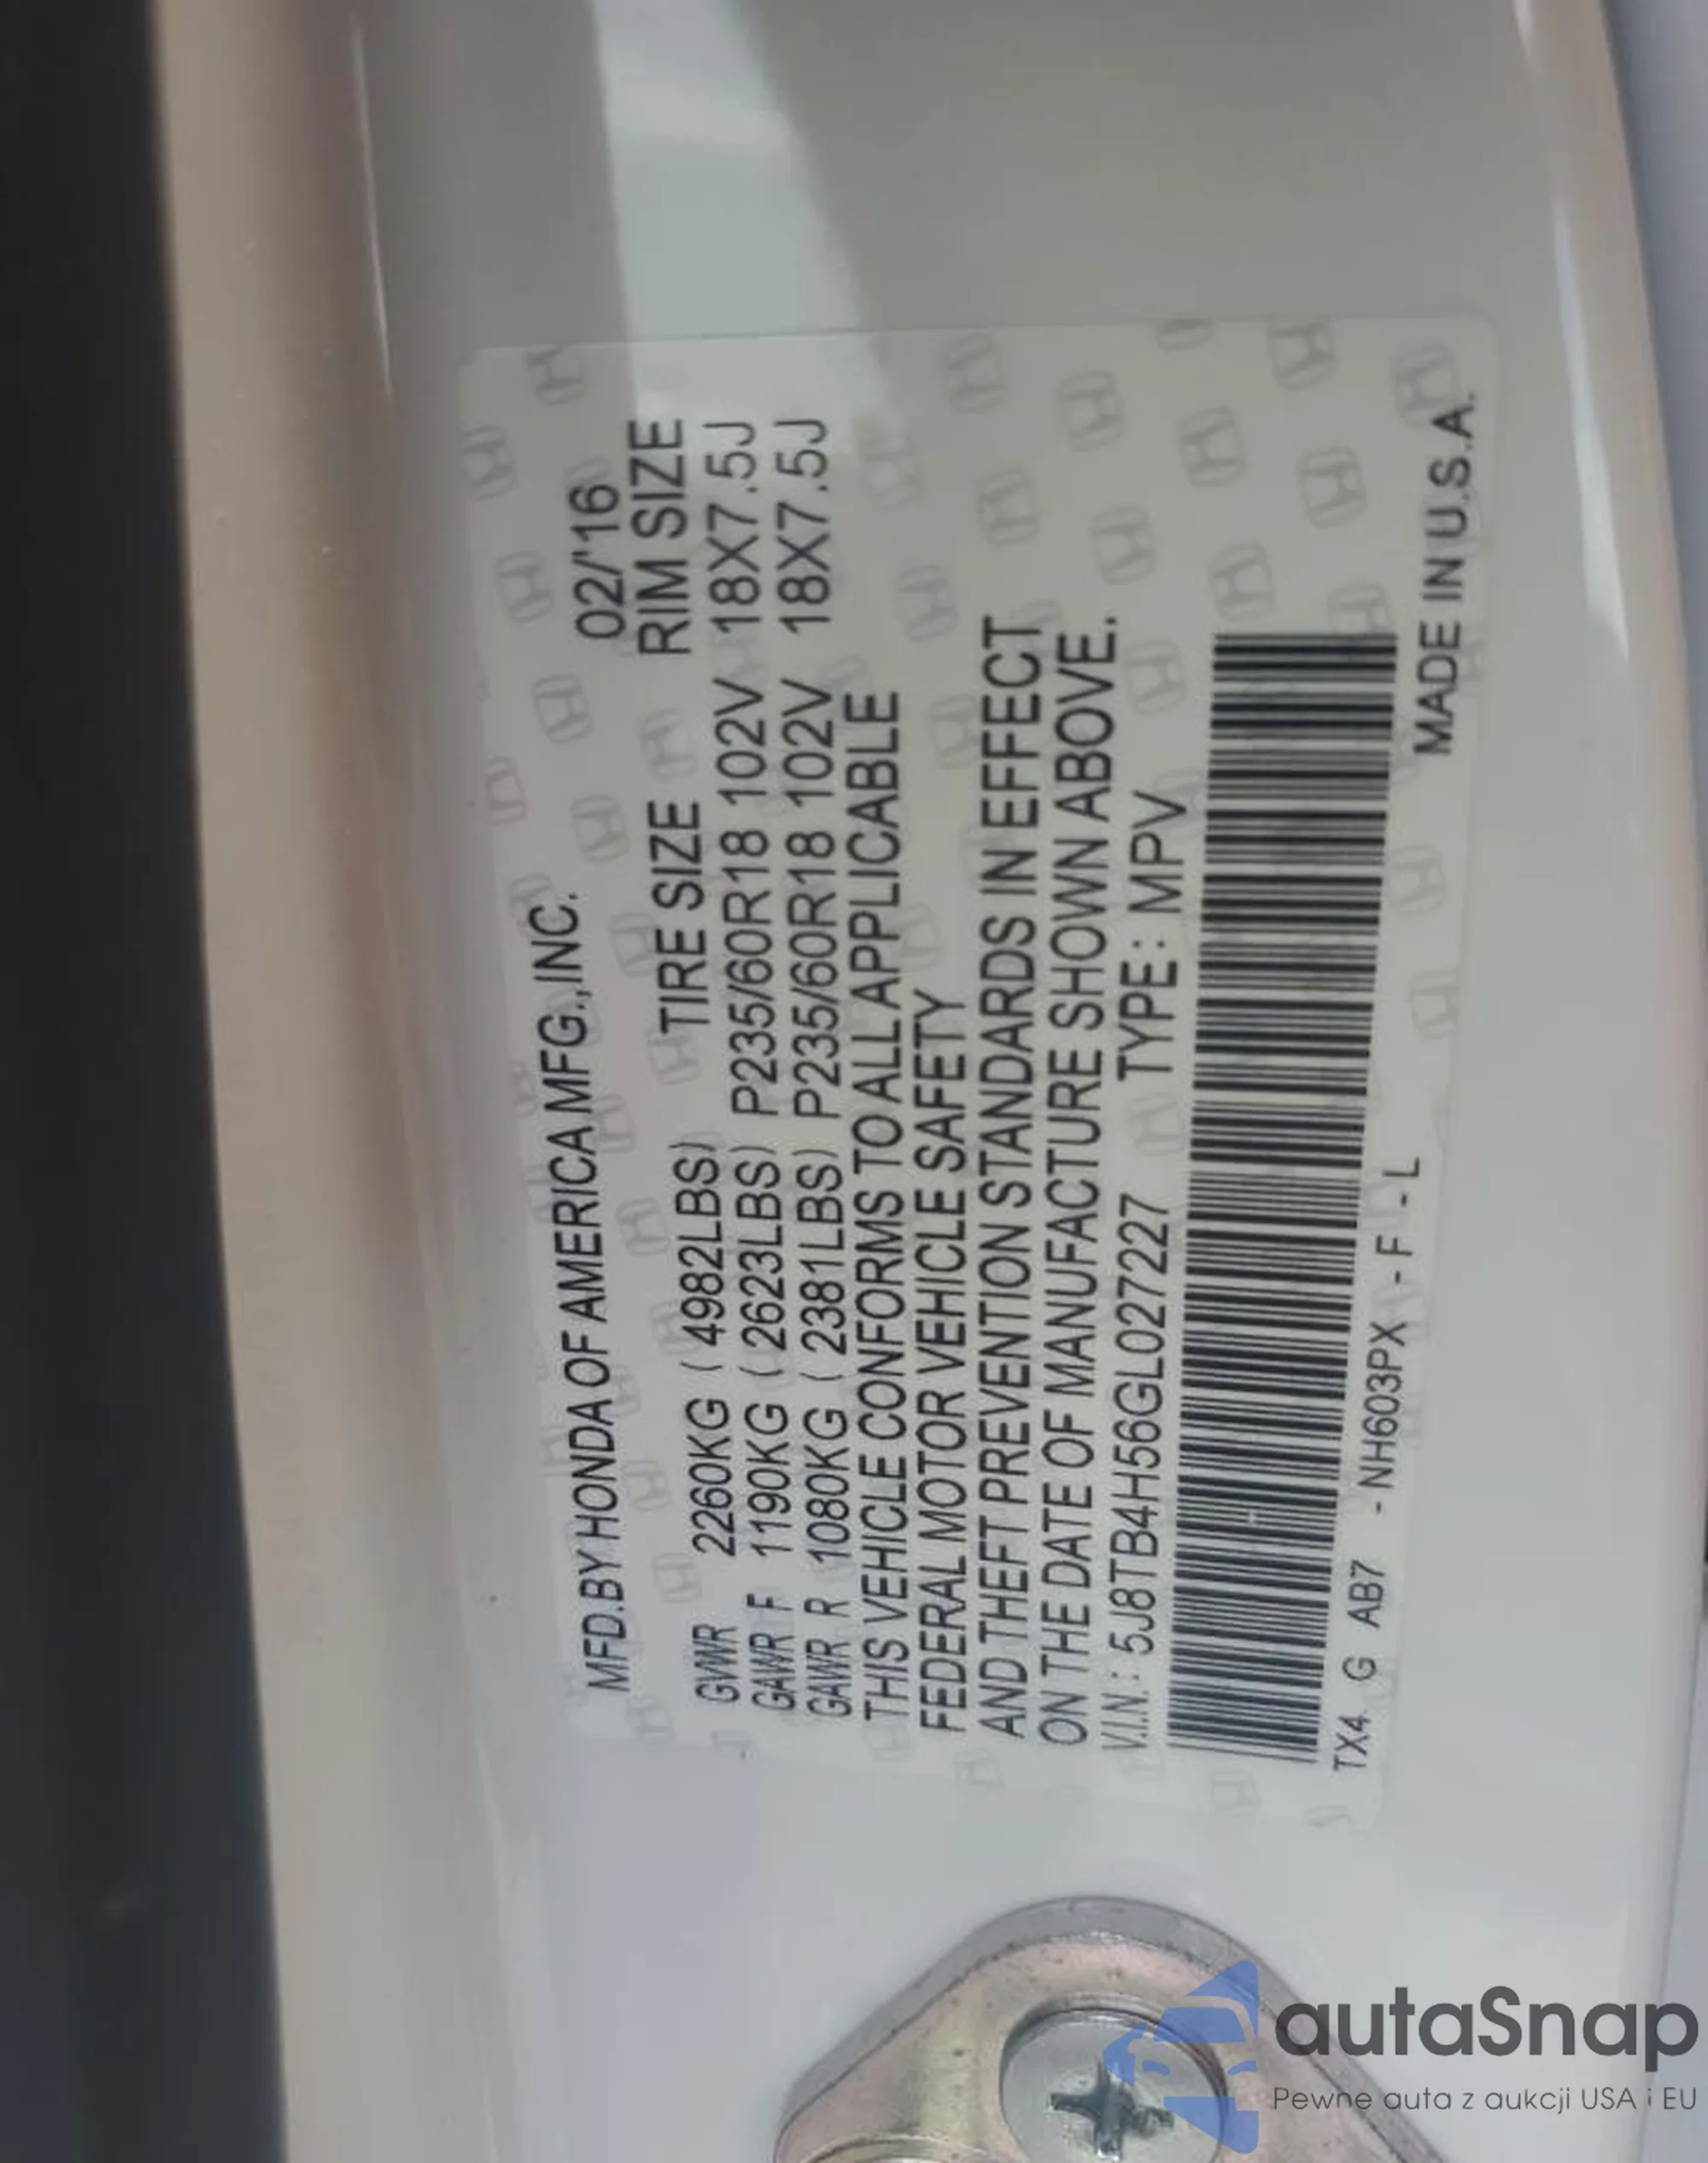 MFD.BY HONDA OF AMERICA MFG.,INC. 02/'16
TIRE SIZE RIM SIZE
GVWR 2260KG ( 4982LBS)
GAWR F 1190KG ( 2623LBS) P235/60R18 102V 18X7.5J
GAWR R 1080KG ( 2381LBS) P235/60R18 102V 18X7.5J
THIS VEHICLE CONFORMS TO ALL APPLICABLE
FEDERAL MOTOR VEHICLE SAFETY
AND THEFT PREVENTION STANDARDS IN EFFECT
ON THE DATE OF MANUFACTURE SHOWN ABOVE.
V.I.N.: 5J8TB4H56GL027227 TYPE: MPV
TX4 G AB7 - NH603PX - F - L MADE IN U.S.A.
autaSnap
Pewne auta z aukcji USA i EU